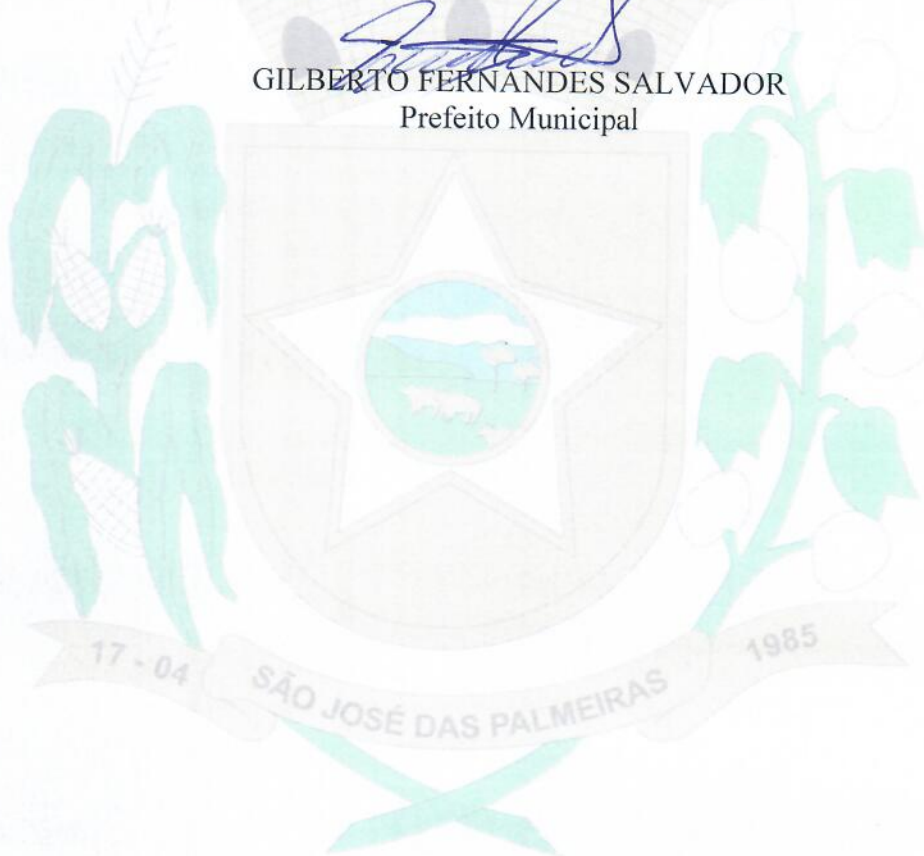 GILBERTO FERNANDES SALVADOR
Prefeito Municipal
17 - 04
SÃO JOSÉ DAS PALMEIRAS
1985